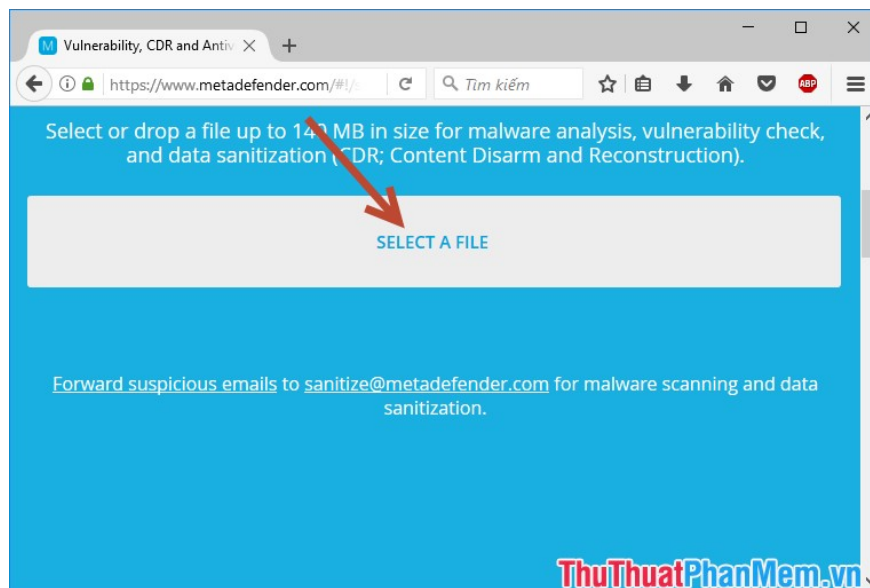 Vulnerability, CDR and Antiv
https://www.metadefender.com/#!/
Tìm kiếm
ABP
Select or drop a file up to 140 MB in size for malware analysis, vulnerability check,
and data sanitization (CDR; Content Disarm and Reconstruction).
SELECT A FILE
Forward suspicious emails to sanitize@metadefender.com for malware scanning and data
sanitization.
ThuThuatPhanMem.vn